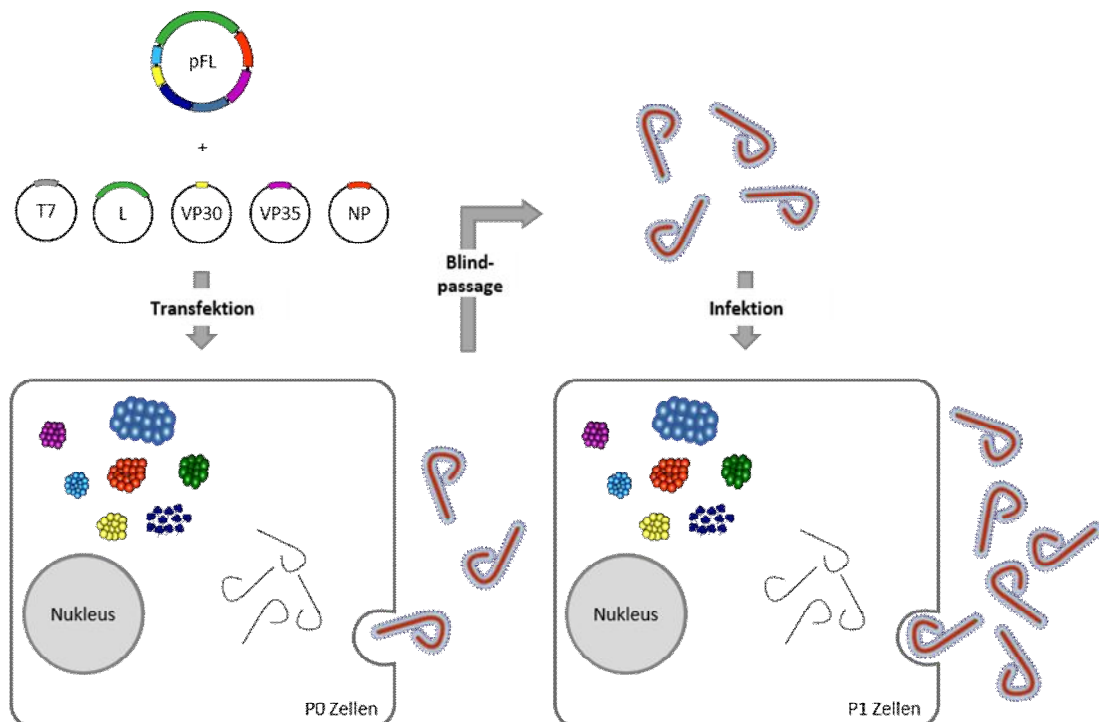 pFL
+
T7
L
VP30
VP35
NP
Blind-
passage
Transfektion
Infektion
Nukleus
P0 Zellen
Nukleus
P1 Zellen